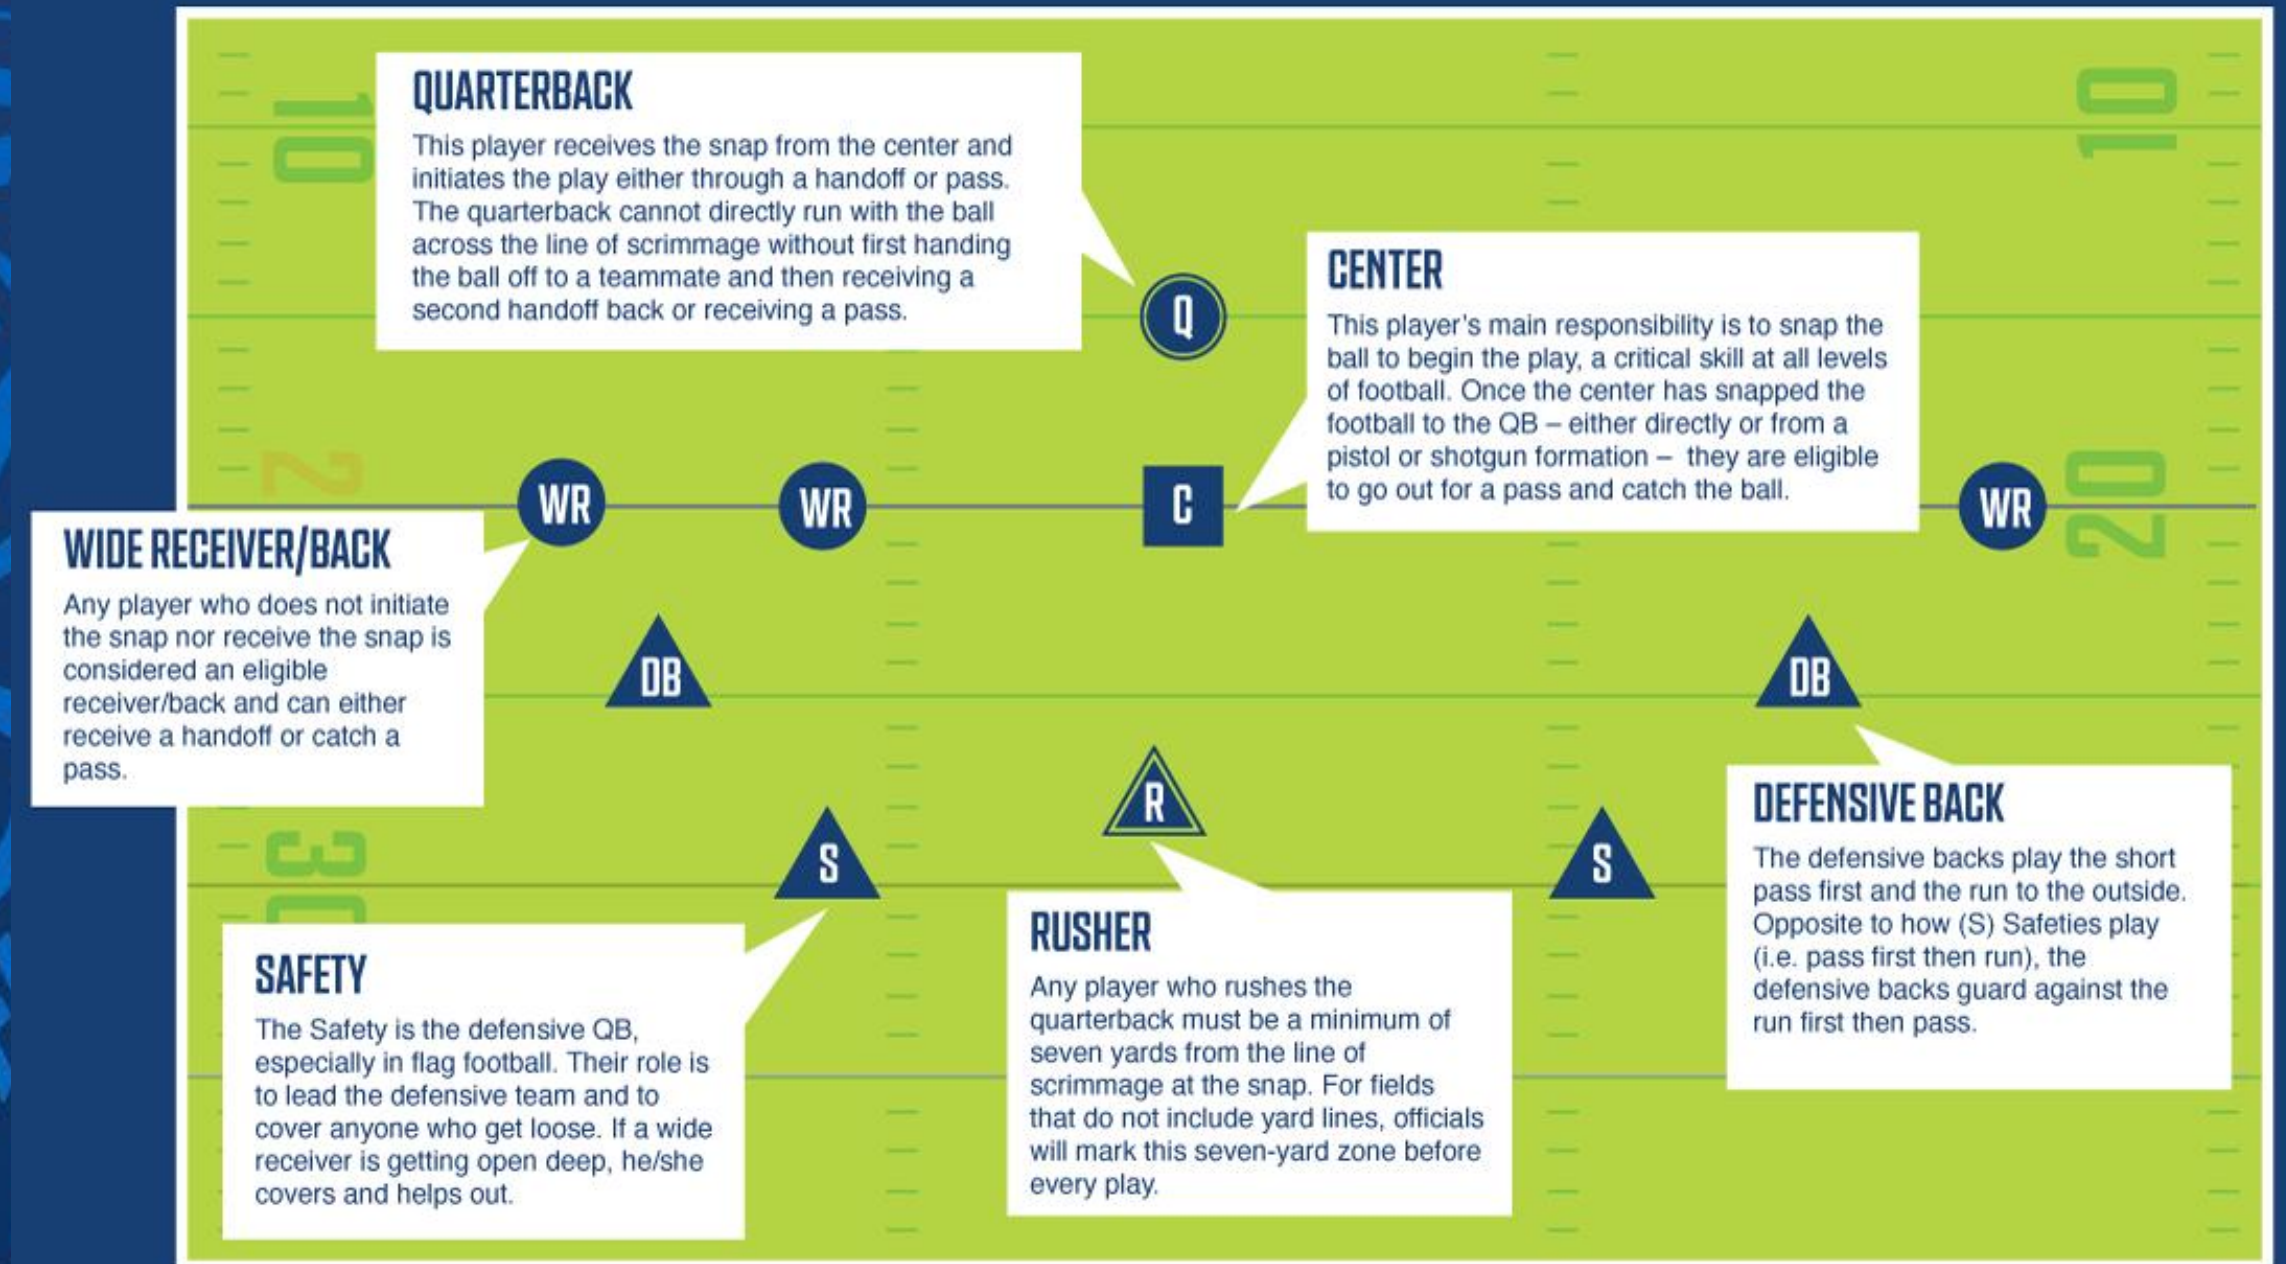 QUARTERBACK
This player receives the snap from the center and
initiates the play either through a handoff or pass.
The quarterback cannot directly run with the ball
across the line of scrimmage without first handing
the ball off to a teammate and then receiving a
second handoff back or receiving a pass.
10
10
Q
CENTER
This player's main responsibility is to snap the
ball to begin the play, a critical skill at all levels
of football. Once the center has snapped the
football to the QB – either directly or from a
pistol or shotgun formation – they are eligible
to go out for a pass and catch the ball.
2
WR
WR
C
WR
20
WIDE RECEIVER/BACK
Any player who does not initiate
the snap nor receive the snap is
considered an eligible
receiver/back and can either
receive a handoff or catch a
pass.
DB
DB
R
S
S
30
DEFENSIVE BACK
The defensive backs play the short
pass first and the run to the outside.
Opposite to how (S) Safeties play
(i.e. pass first then run), the
defensive backs guard against the
run first then pass.
SAFETY
The Safety is the defensive QB,
especially in flag football. Their role is
to lead the defensive team and to
cover anyone who get loose. If a wide
receiver is getting open deep, he/she
covers and helps out.
RUSHER
Any player who rushes the
quarterback must be a minimum of
seven yards from the line of
scrimmage at the snap. For fields
that do not include yard lines, officials
will mark this seven-yard zone before
every play.